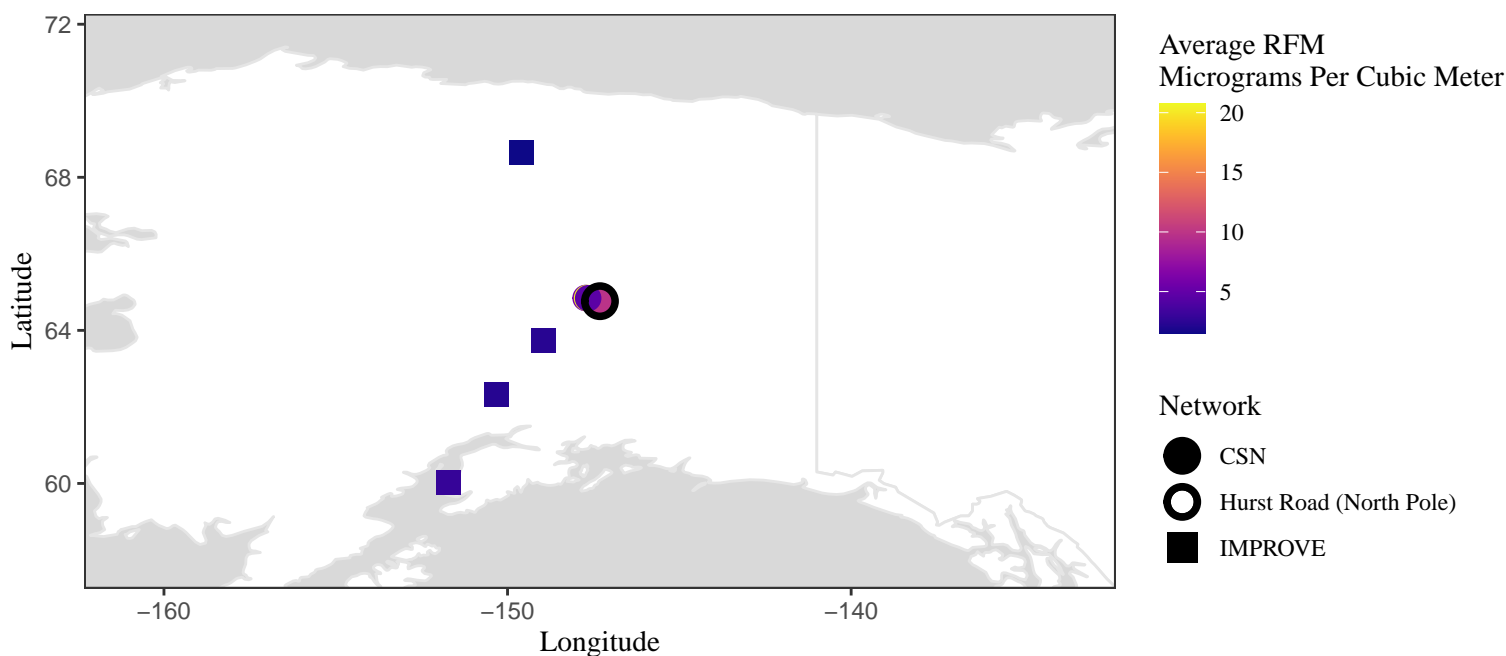 72
68
64
60
Latitude
−160
−150
−140
Longitude
Average RFM
Micrograms Per Cubic Meter
20
15
10
5
Network
CSN
Hurst Road (North Pole)
IMPROVE